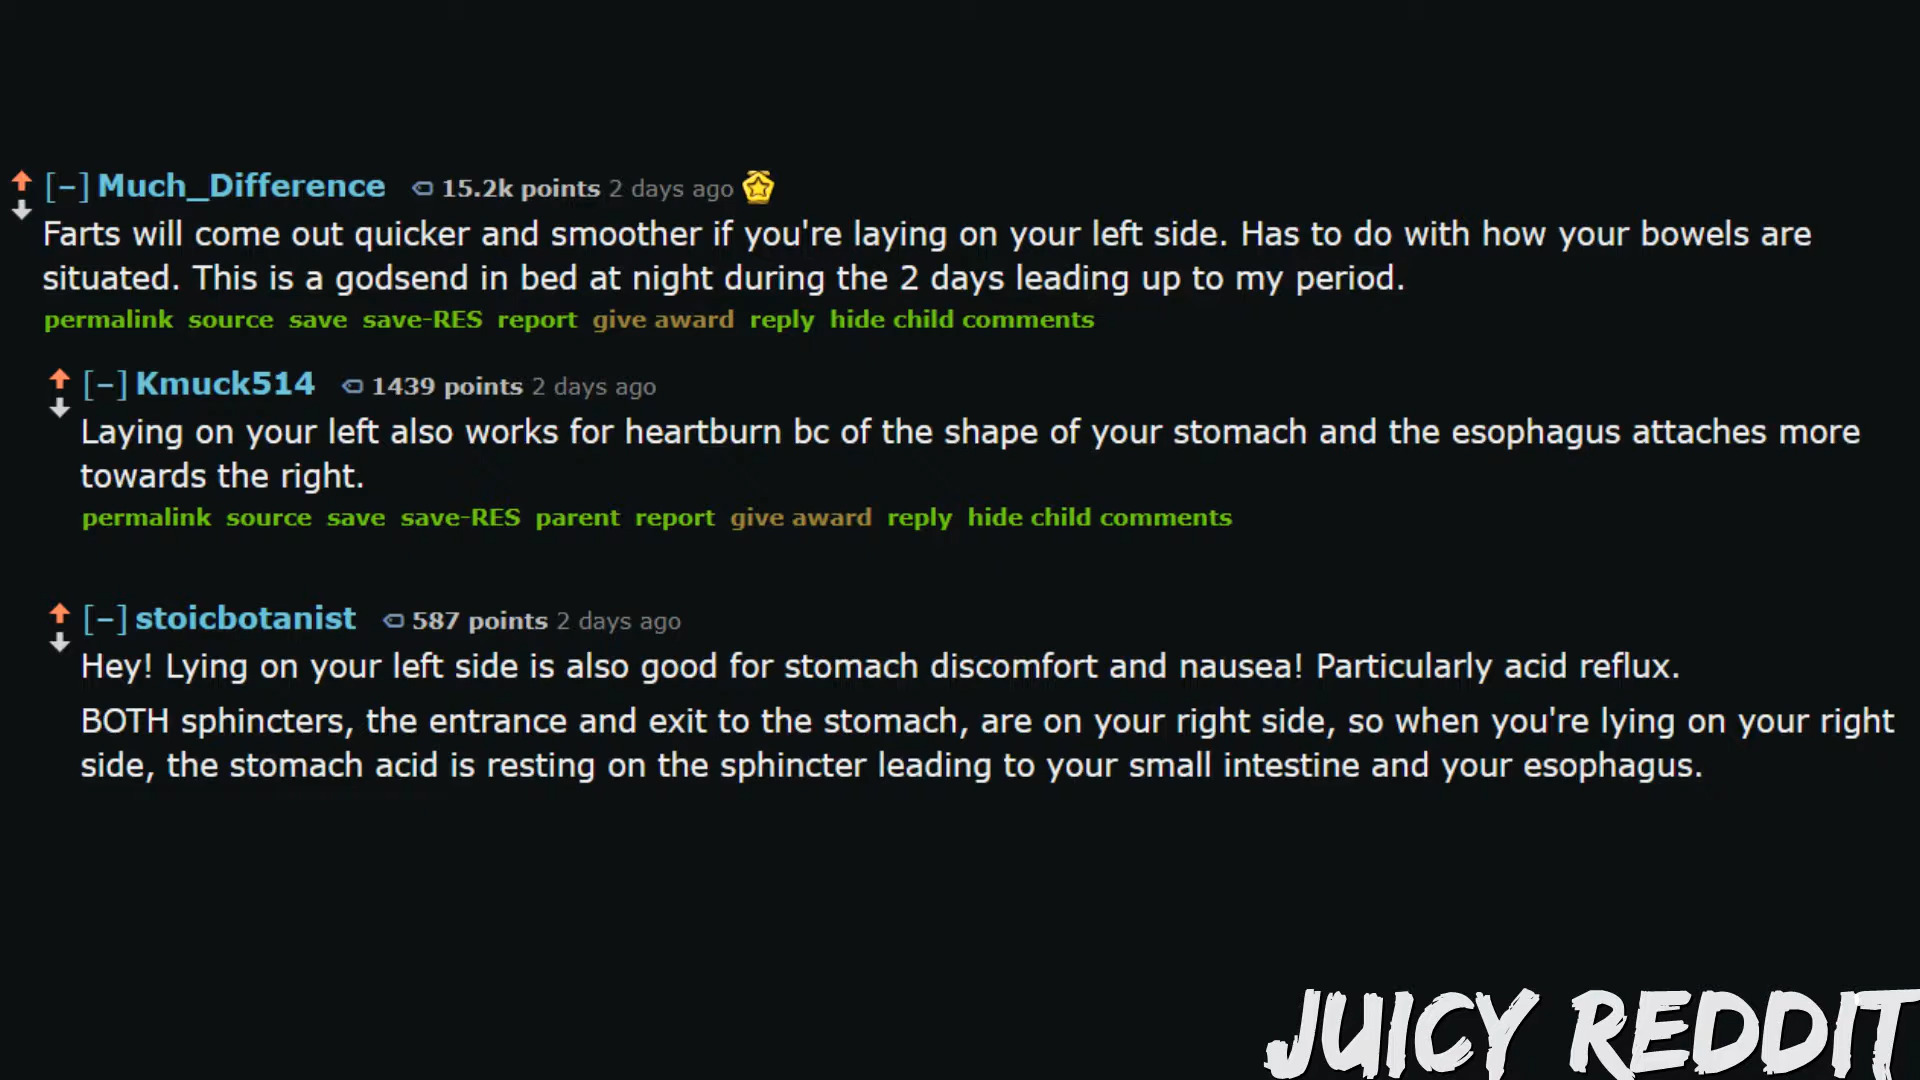 [–] Much_Difference 15.2k points 2 days ago
Farts will come out quicker and smoother if you're laying on your left side. Has to do with how your bowels are
situated. This is a godsend in bed at night during the 2 days leading up to my period.
permalink source save save-RES report give award reply hide child comments
[–] Kmuck514 1439 points 2 days ago
Laying on your left also works for heartburn bc of the shape of your stomach and the esophagus attaches more
towards the right.
permalink source save save-RES parent report give award reply hide child comments
[–] stoicbotanist 587 points 2 days ago
Hey! Lying on your left side is also good for stomach discomfort and nausea! Particularly acid reflux.
BOTH sphincters, the entrance and exit to the stomach, are on your right side, so when you're lying on your right
side, the stomach acid is resting on the sphincter leading to your small intestine and your esophagus.
JUICY REDDIT